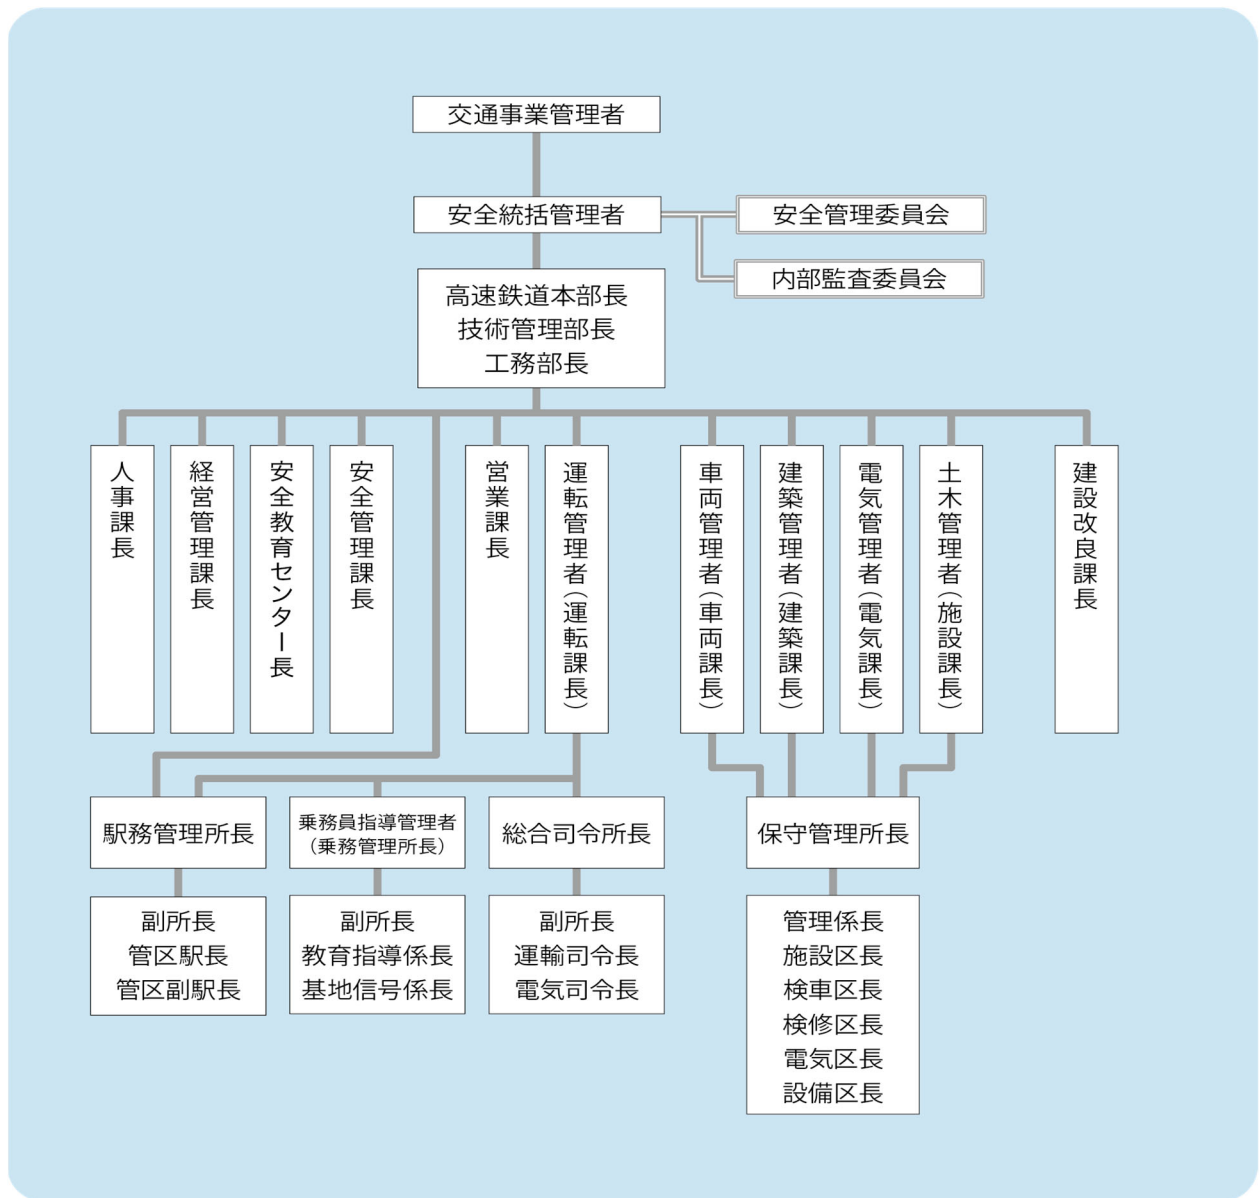 交通事業管理者
安全統括管理者
安全管理委員会
内部監査委員会
高速鉄道本部長
技術管理部長
工務部長
人事課長
経営管理課長
安全教育センター長
安全管理課長
営業課長
運転管理者(運転課長)
車両管理者(車両課長)
建築管理者(建築課長)
電気管理者(電気課長)
土木管理者(施設課長)
建設改良課長
駅務管理所長
乗務員指導管理者
(乗務管理所長)
総合司令所長
保守管理所長
副所長
管区駅長
管区副駅長
副所長
教育指導係長
基地信号係長
副所長
運輸司令長
電気司令長
管理係長
施設区長
検車区長
検修区長
電気区長
設備区長